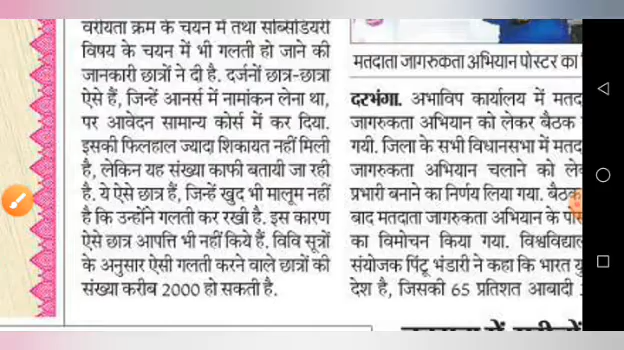 वरीयता क्रम के चयन में तथा सब्सिडियरी
विषय के चयन में भी गलती हो जाने की
जानकारी छात्रों ने दी है. दर्जनों छात्र-छात्रा
ऐसे हैं, जिन्हें आनर्स में नामांकन लेना था,
पर आवेदन सामान्य कोर्स में कर दिया.
इसकी फिलहाल ज्यादा शिकायत नहीं मिली
है, लेकिन यह संख्या काफी बतायी जा रही
है. ये ऐसे छात्र हैं, जिन्हें खुद भी मालूम नहीं
है कि उन्होंने गलती कर रखी है. इस कारण
ऐसे छात्र आपत्ति भी नहीं किये हैं. विवि सूत्रों
के अनुसार ऐसी गलती करने वाले छात्रों की
संख्या करीब 2000 हो सकती है.
मतदाता जागरुकता अभियान पोस्टर का
दरभंगा. अभाविप कार्यालय में मतद
जागरुकता अभियान को लेकर बैठक
गयी. जिला के सभी विधानसभा में मतद
जागरुकता अभियान चलाने को ले
प्रभारी बनाने का निर्णय लिया गया. बैठक
बाद मतदाता जागरुकता अभियान के पो
का विमोचन किया गया. विश्वविद्याल
संयोजक पिंटू भंडारी ने कहा कि भारत यु
देश है, जिसकी 65 प्रतिशत आबादी